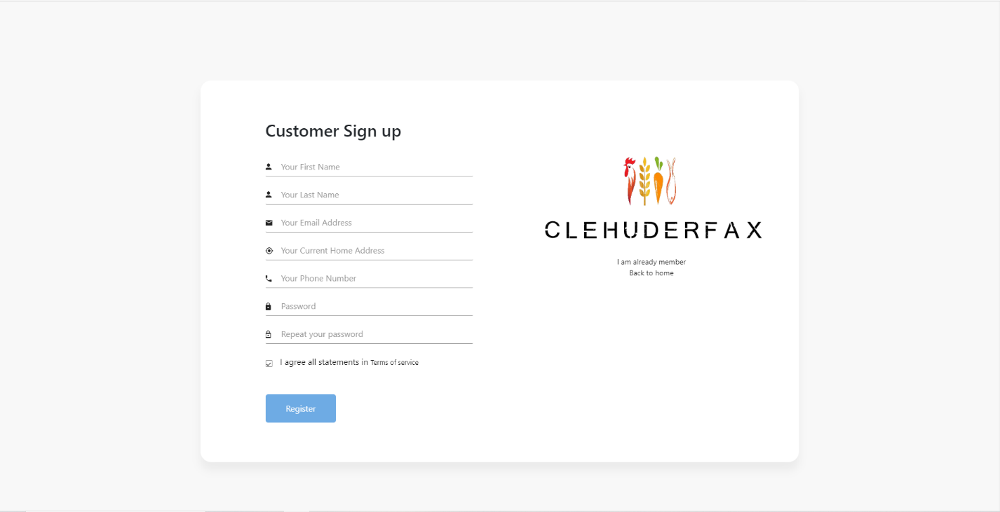 Customer Sign up
Your First Name
Your Last Name
Your Email Address
Your Current Home Address
Your Phone Number
Password
Repeat your password
I agree all statements in Terms of service
Register
CLEHUDERFAX
I am already member
Back to home